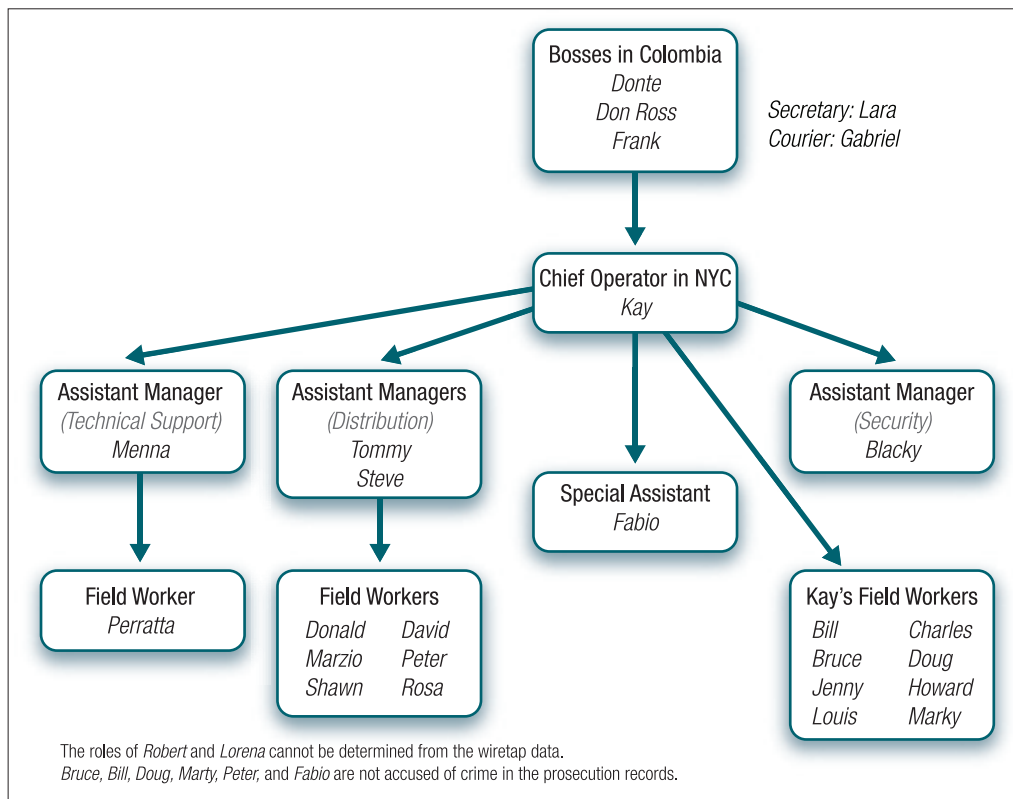 Bosses in Colombia
Donte
Don Ross
Frank
Secretary: Lara
Courier: Gabriel
Chief Operator in NYC
Kay
Assistant Manager
(Technical Support)
Menna
Assistant Managers
(Distribution)
Tommy
Steve
Special Assistant
Fabio
Assistant Manager
(Security)
Blacky
Field Worker
Perratta
Field Workers
Donald David
Marzio Peter
Shawn Rosa
Kay's Field Workers
Bill Charles
Bruce Doug
Jenny Howard
Louis Marky
The roles of Robert and Lorena cannot be determined from the wiretap data.
Bruce, Bill, Doug, Marty, Peter, and Fabio are not accused of crime in the prosecution records.